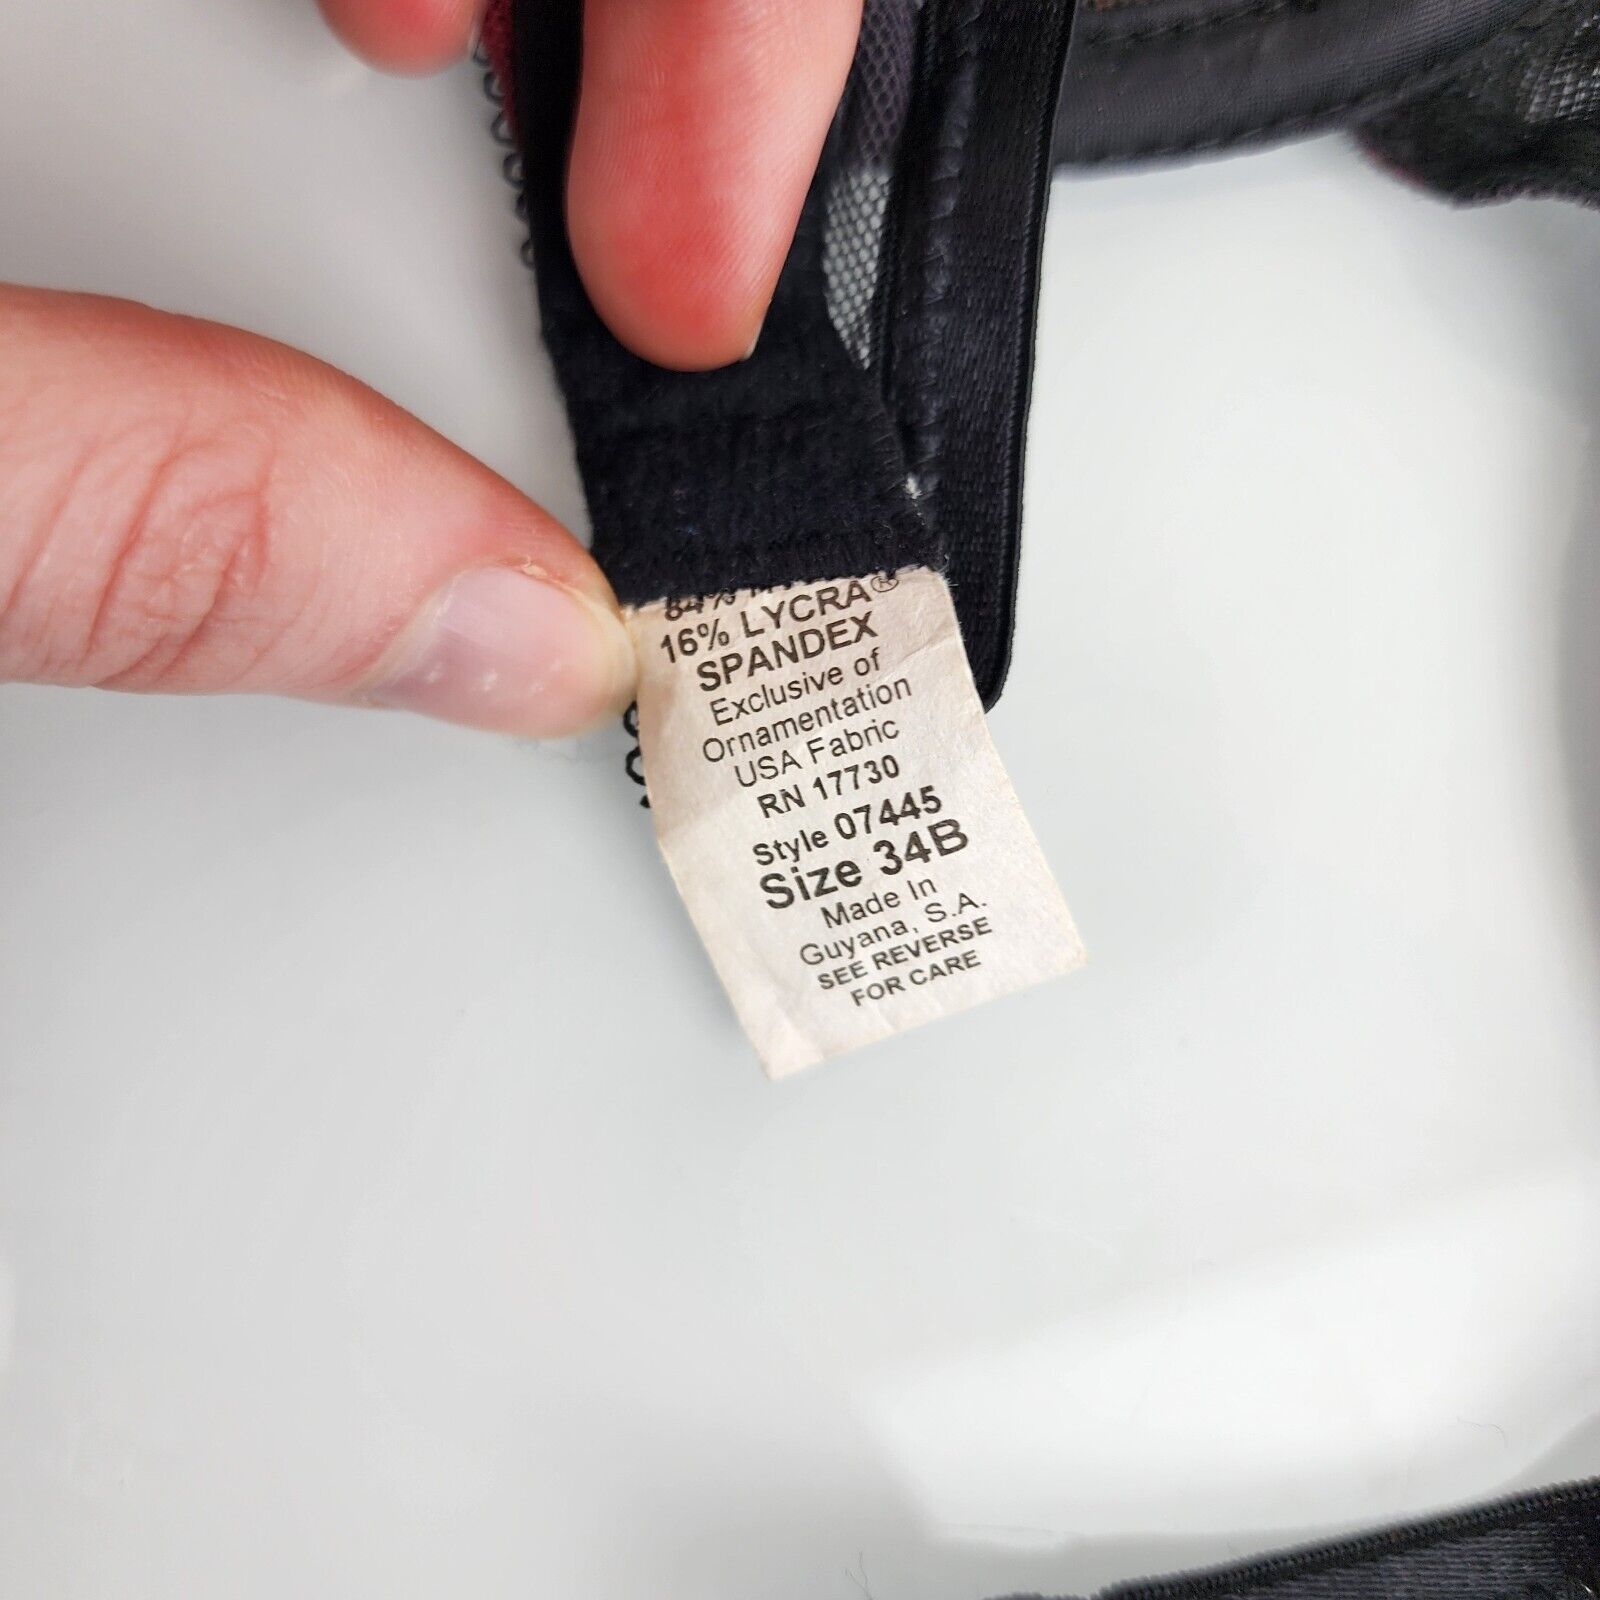 84%
16% LYCRA®
SPANDEX
Exclusive of
Ornamentation
USA Fabric
RN 17730
Style 07445
Size 34B
Made In
Guyana, S.A.
SEE REVERSE
FOR CARE